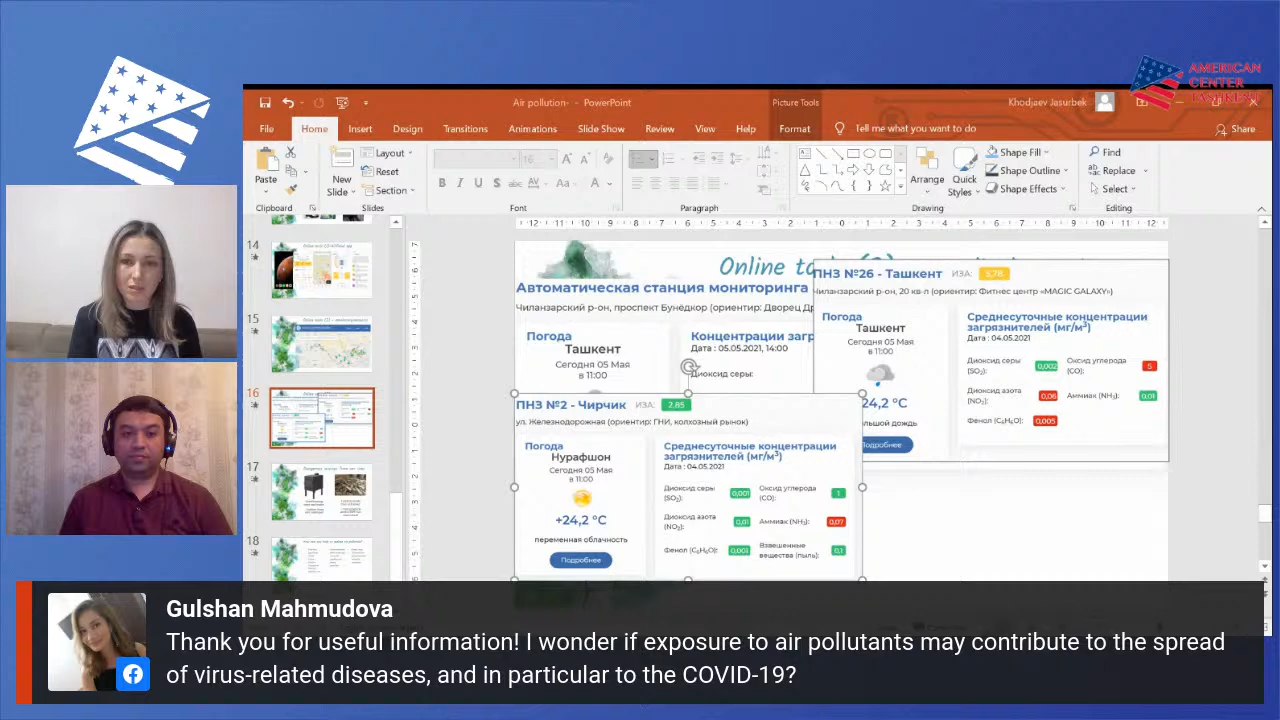 AMERICAN
CENTER
TASHKENT
Air pollution- - PowerPoint
Picture Tools
Khodjaev Jasurbek
File
Home
Insert
Design
Transitions
Animations
Slide Show
Review
View
Help
Format
Tell me what you want to do
Share
Paste
New
Slide
Layout
Reset
Section
Arrange
Quick
Styles
Shape Fill
Shape Outline
Shape Effects
Find
Replace
Select
Clipboard
Slides
Font
Paragraph
Drawing
Editing
14
15
16
17
18
Online
Автоматическая станция мониторинга
Чиланзарский р-он, проспект Бунёдкор (ориентир: Дворец Др
Погода
Ташкент
Сегодня 05 Мая
в 11:00
Концентрации загр
Дата : 05.05.2021, 14:00
Диоксид серы:
ПНЗ №26 - Ташкент ИЗА: 5,78
Чиланзарский р-он, 20 кв-л (ориентир: Фитнес центр «MAGIC GALAXY»)
Погода
Ташкент
Сегодня 05 Мая
в 11:00
24,2 °C
льшой дождь
Подробнее
Среднесуточные концентрации
загрязнителей (мг/м³)
Дата : 04.05.2021
Диоксид серы (SO₂): 0,002
Оксид углерода (CO): 5
Диоксид азота (NO₂): 0,06
Аммиак (NH₃): 0,01
Фенол (C₆H₆O): 0,005
ПНЗ №2 - Чирчик ИЗА: 2,85
ул. Железнодорожная (ориентир: ГНИ, колхозный рынок)
Погода
Нурафшон
Сегодня 05 Мая
в 11:00
+24,2 °C
переменная облачность
Подробнее
Среднесуточные концентрации
загрязнителей (мг/м³)
Дата : 04.05.2021
Диоксид серы (SO₂): 0,001
Оксид углерода (CO): 1
Диоксид азота (NO₂): 0,01
Аммиак (NH₃): 0,07
Фенол (C₆H₆O): 0,001
Взвешенные вещества (пыль): 0,1
Gulshan Mahmudova
Thank you for useful information! I wonder if exposure to air pollutants may contribute to the spread
of virus-related diseases, and in particular to the COVID-19?